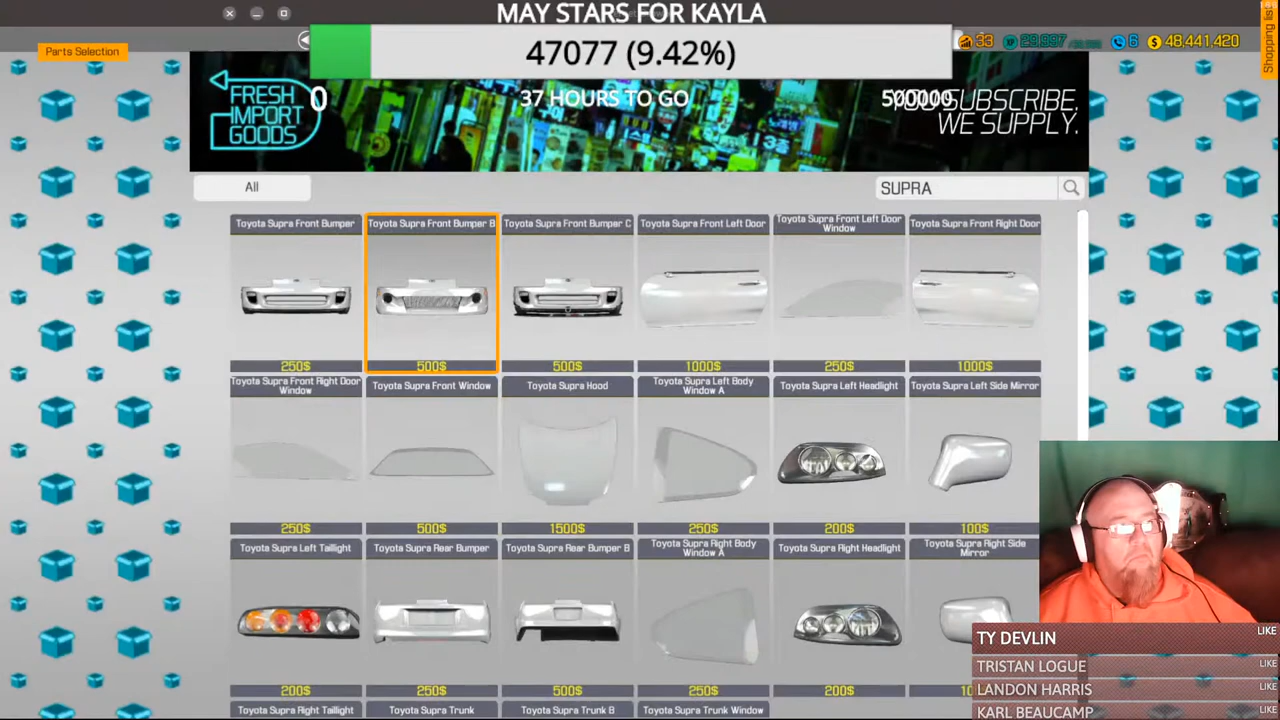 MAY STARS FOR KAYLA
47077 (9.42%)
0
37 HOURS TO GO
500000
Parts Selection
33
6
48,441,420
Shopping list
FRESH
IMPORT
GOODS
SUBSCRIBE.
WE SUPPLY.
All
SUPRA
Toyota Supra Front Bumper
Toyota Supra Front Bumper B
Toyota Supra Front Bumper C
Toyota Supra Front Left Door
Toyota Supra Front Left Door
Window
Toyota Supra Front Right Door
250$
500$
500$
1000$
250$
1000$
Toyota Supra Front Right Door
Window
Toyota Supra Front Window
Toyota Supra Hood
Toyota Supra Left Body
Window A
Toyota Supra Left Headlight
Toyota Supra Left Side Mirror
250$
500$
1500$
250$
200$
100$
Toyota Supra Left Taillight
Toyota Supra Rear Bumper
Toyota Supra Rear Bumper B
Toyota Supra Right Body
Window A
Toyota Supra Right Headlight
Toyota Supra Right Side
Mirror
200$
250$
500$
250$
200$
Toyota Supra Right Taillight
Toyota Supra Trunk
Toyota Supra Trunk B
Toyota Supra Trunk Window
TY DEVLIN
LIKE
TRISTAN LOGUE
LIKE
LANDON HARRIS
LIKE
KARL BEAUCAMP
LIKE